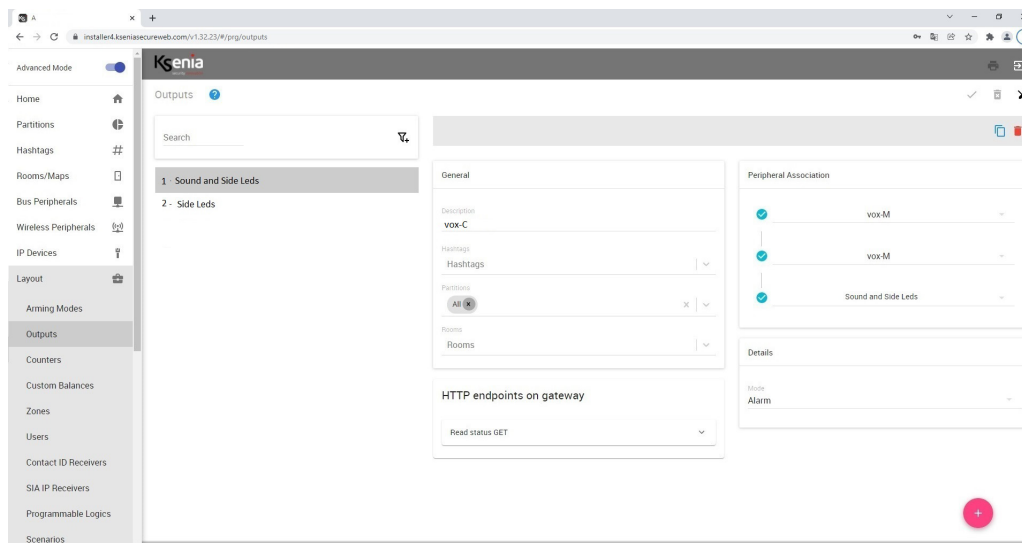 A
installer4.kseniasecureweb.com/v1.32.23/#/prg/outputs
Advanced Mode
Ksenia
Home
Partitions
Hashtags
Rooms/Maps
Bus Peripherals
Wireless Peripherals
IP Devices
Layout
Arming Modes
Outputs
Counters
Custom Balances
Zones
Users
Contact ID Receivers
SIA IP Receivers
Programmable Logics
Scenarios
Outputs
Search
1 - Sound and Side Leds
2 - Side Leds
General
Description
vox-C
Hashtags
Hashtags
Partitions
All
Rooms
Rooms
HTTP endpoints on gateway
Read status GET
Peripheral Association
vox-M
vox-M
Sound and Side Leds
Details
Mode
Alarm